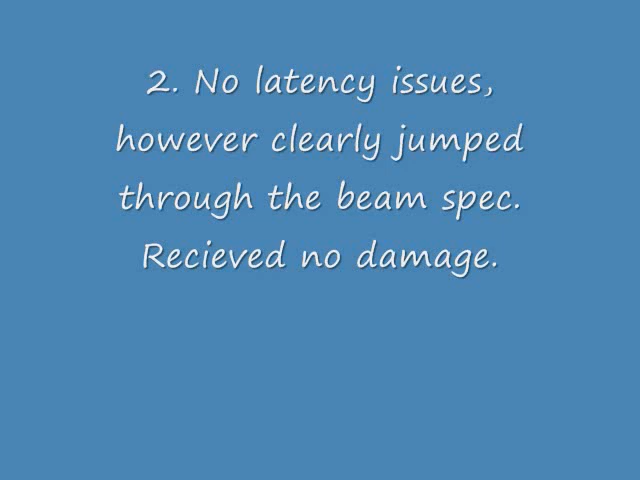 2. No latency issues,
however clearly jumped
through the beam spec.
Recieved no damage.